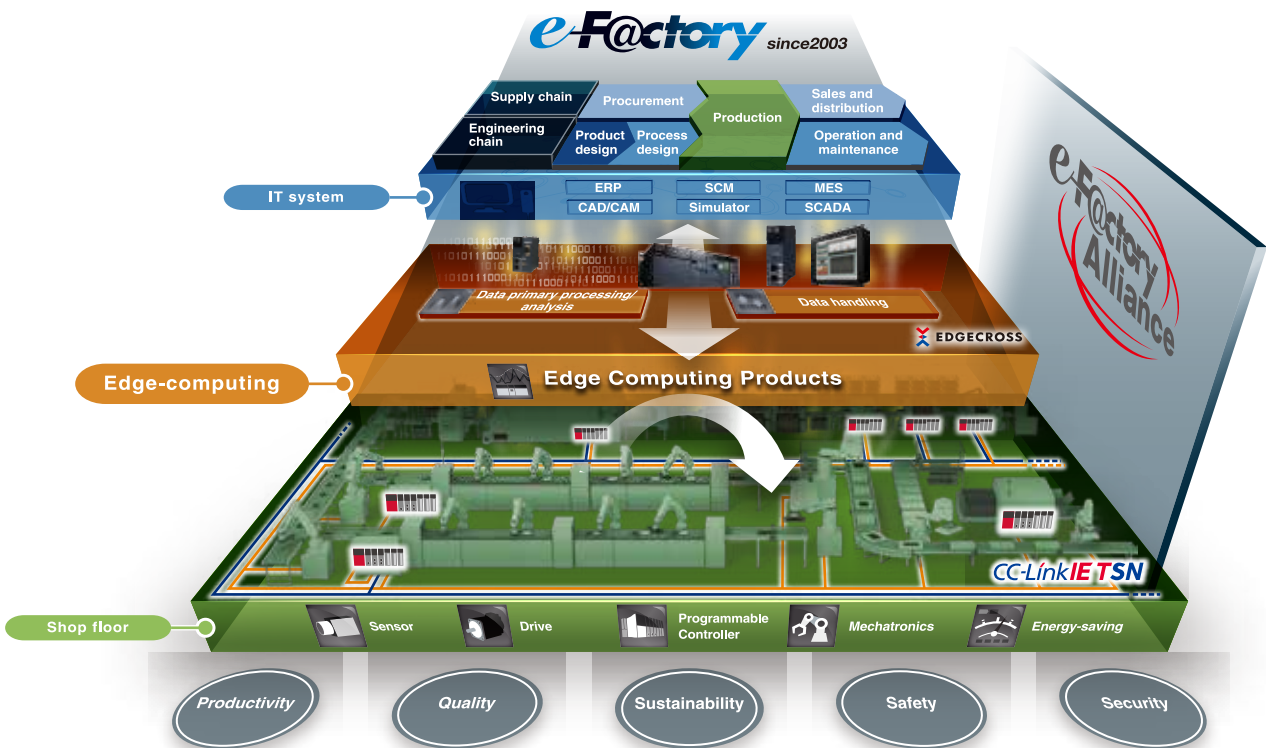 e-F@ctory since2003
Supply chain
Procurement
Production
Sales and
distribution
Engineering
chain
Product
design
Process
design
Operation and
maintenance
IT system
ERP
SCM
MES
CAD/CAM
Simulator
SCADA
e-F@ctory
Alliance
Data primary processing/
analysis
Data handling
EDGECROSS
Edge-computing
Edge Computing Products
CC-Link IE TSN
Shop floor
Sensor
Drive
Programmable
Controller
Mechatronics
Energy-saving
Productivity
Quality
Sustainability
Safety
Security